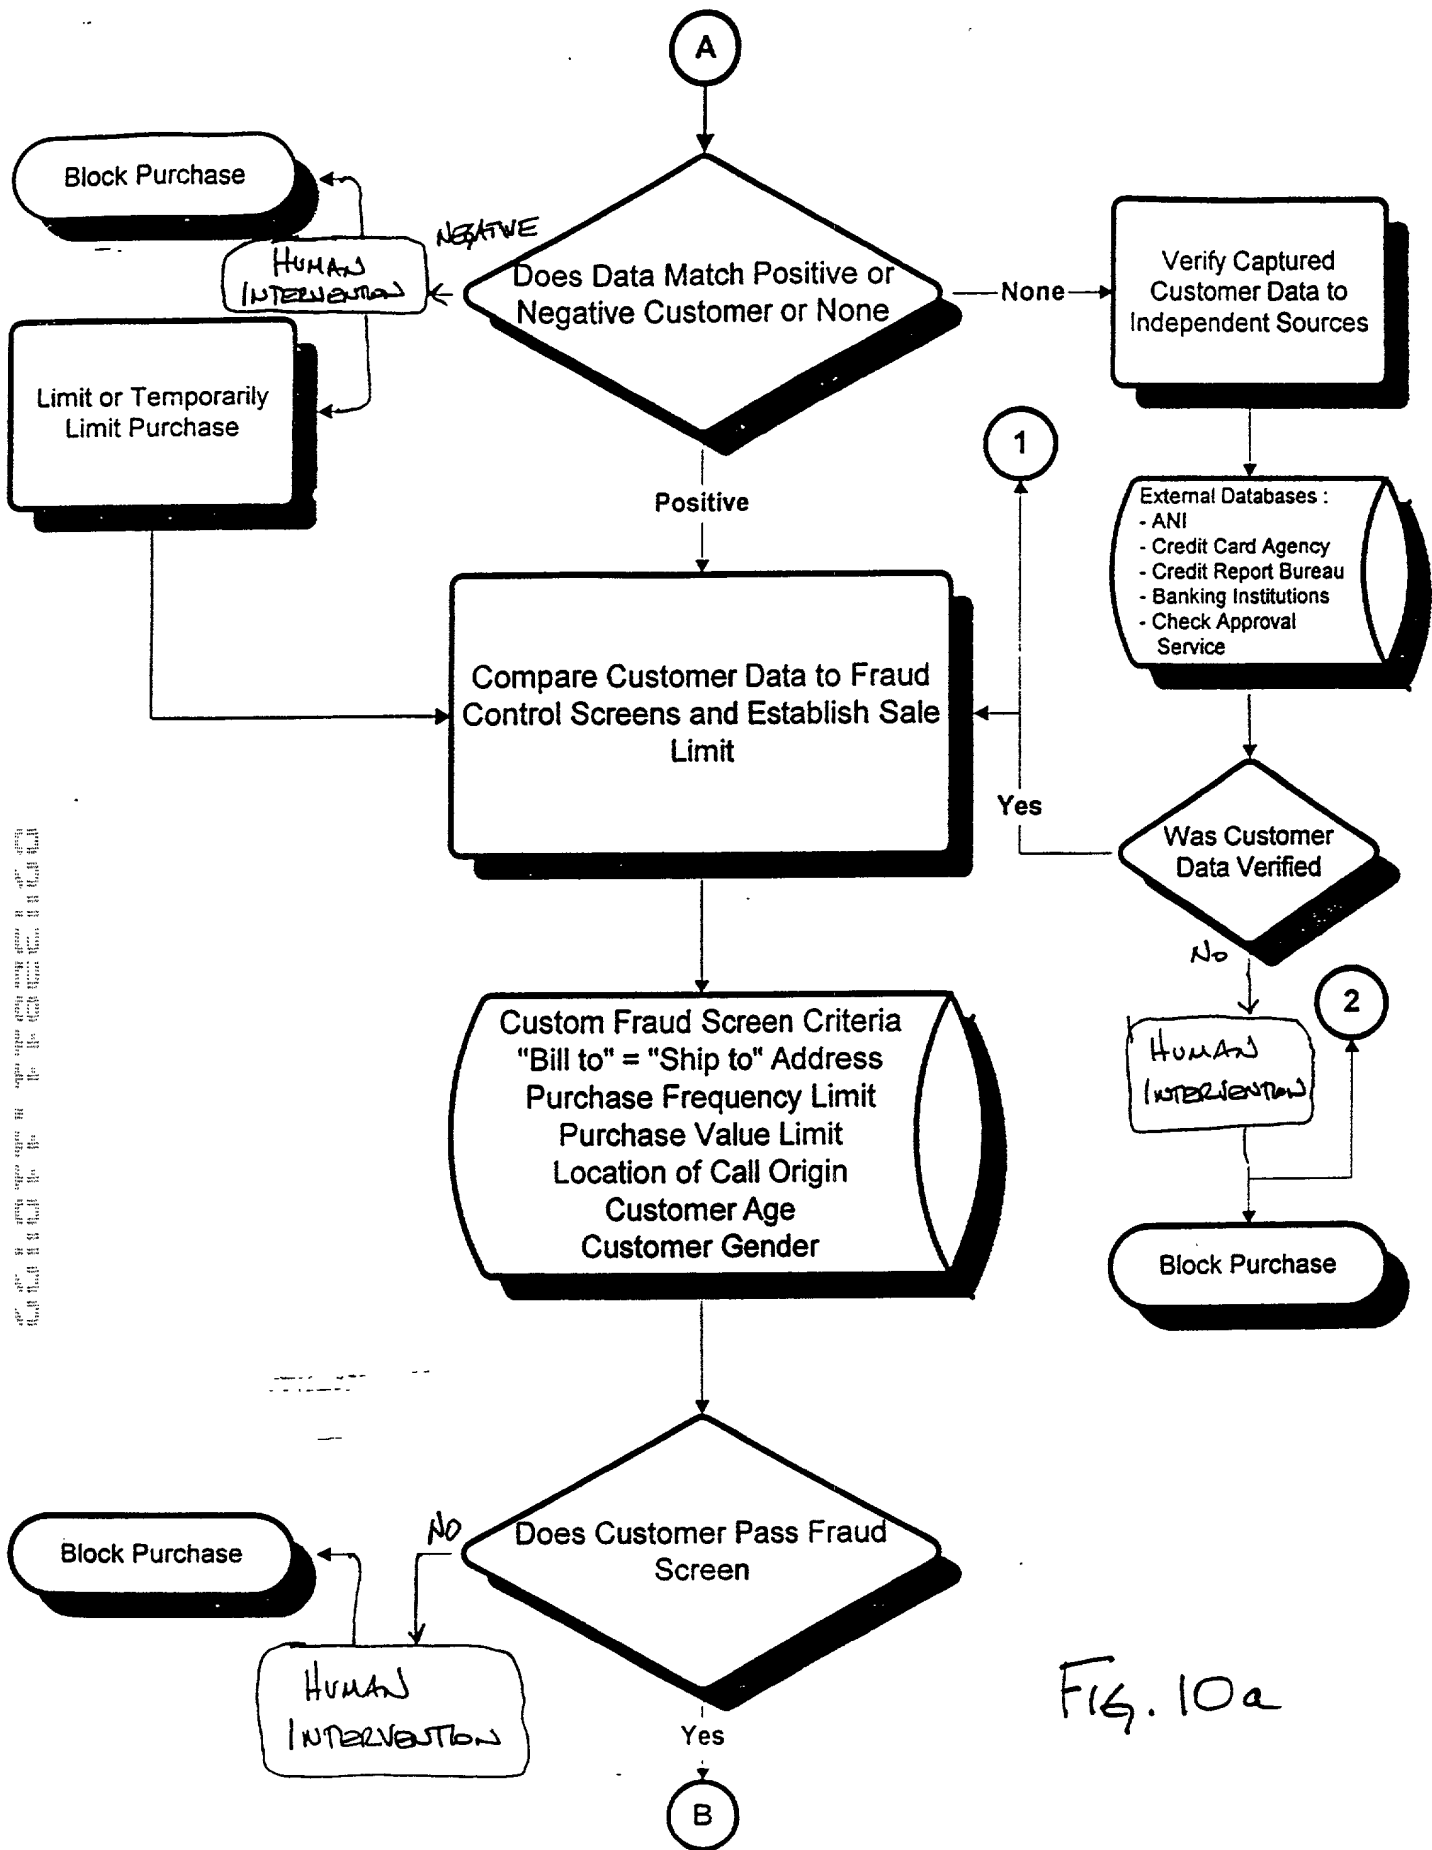 A
Block Purchase
NEGATIVE
HUMAN
INTERVENTION
Does Data Match Positive or
Negative Customer or None
None
Verify Captured
Customer Data to
Independent Sources
Limit or Temporarily
Limit Purchase
1
Positive
External Databases :
- ANI
- Credit Card Agency
- Credit Report Bureau
- Banking Institutions
- Check Approval
Service
Compare Customer Data to Fraud
Control Screens and Establish Sale
Limit
Yes
Was Customer
Data Verified
No
2
HUMAN
INTERVENTION
Custom Fraud Screen Criteria
"Bill to" = "Ship to" Address
Purchase Frequency Limit
Purchase Value Limit
Location of Call Origin
Customer Age
Customer Gender
Block Purchase
Block Purchase
NO
Does Customer Pass Fraud
Screen
HUMAN
INTERVENTION
Yes
B
FIG. 10a